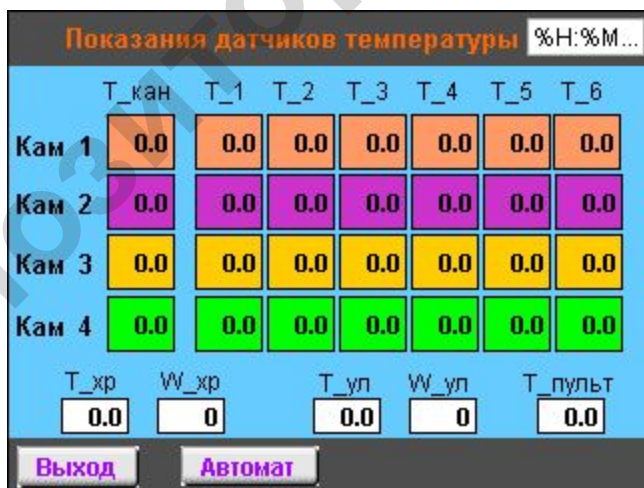 Показания датчиков температуры %H:%M...
T_кан T_1 T_2 T_3 T_4 T_5 T_6
Кам 1 0.0 0.0 0.0 0.0 0.0 0.0 0.0
Кам 2 0.0 0.0 0.0 0.0 0.0 0.0 0.0
Кам 3 0.0 0.0 0.0 0.0 0.0 0.0 0.0
Кам 4 0.0 0.0 0.0 0.0 0.0 0.0 0.0
T_хр W_хр T_ул W_ул T_пульт
0.0 0 0.0 0 0.0
Выход Автомат